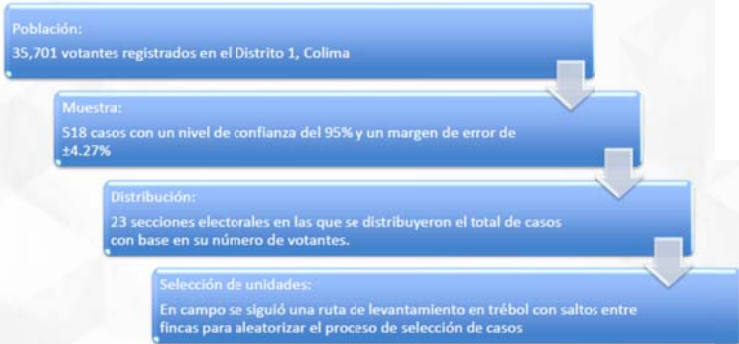 Población:
35,701 votantes registrados en el Distrito 1, Colima
Muestra:
518 casos con un nivel de confianza del 95% y un margen de error de
±4.27%
Distribución:
23 secciones electorales en las que se distribuyeron el total de casos
con base en su número de votantes.
Selección de unidades:
En campo se siguió una ruta de levantamiento en trébol con saltos entre
fincas para aleatorizar el proceso de selección de casos